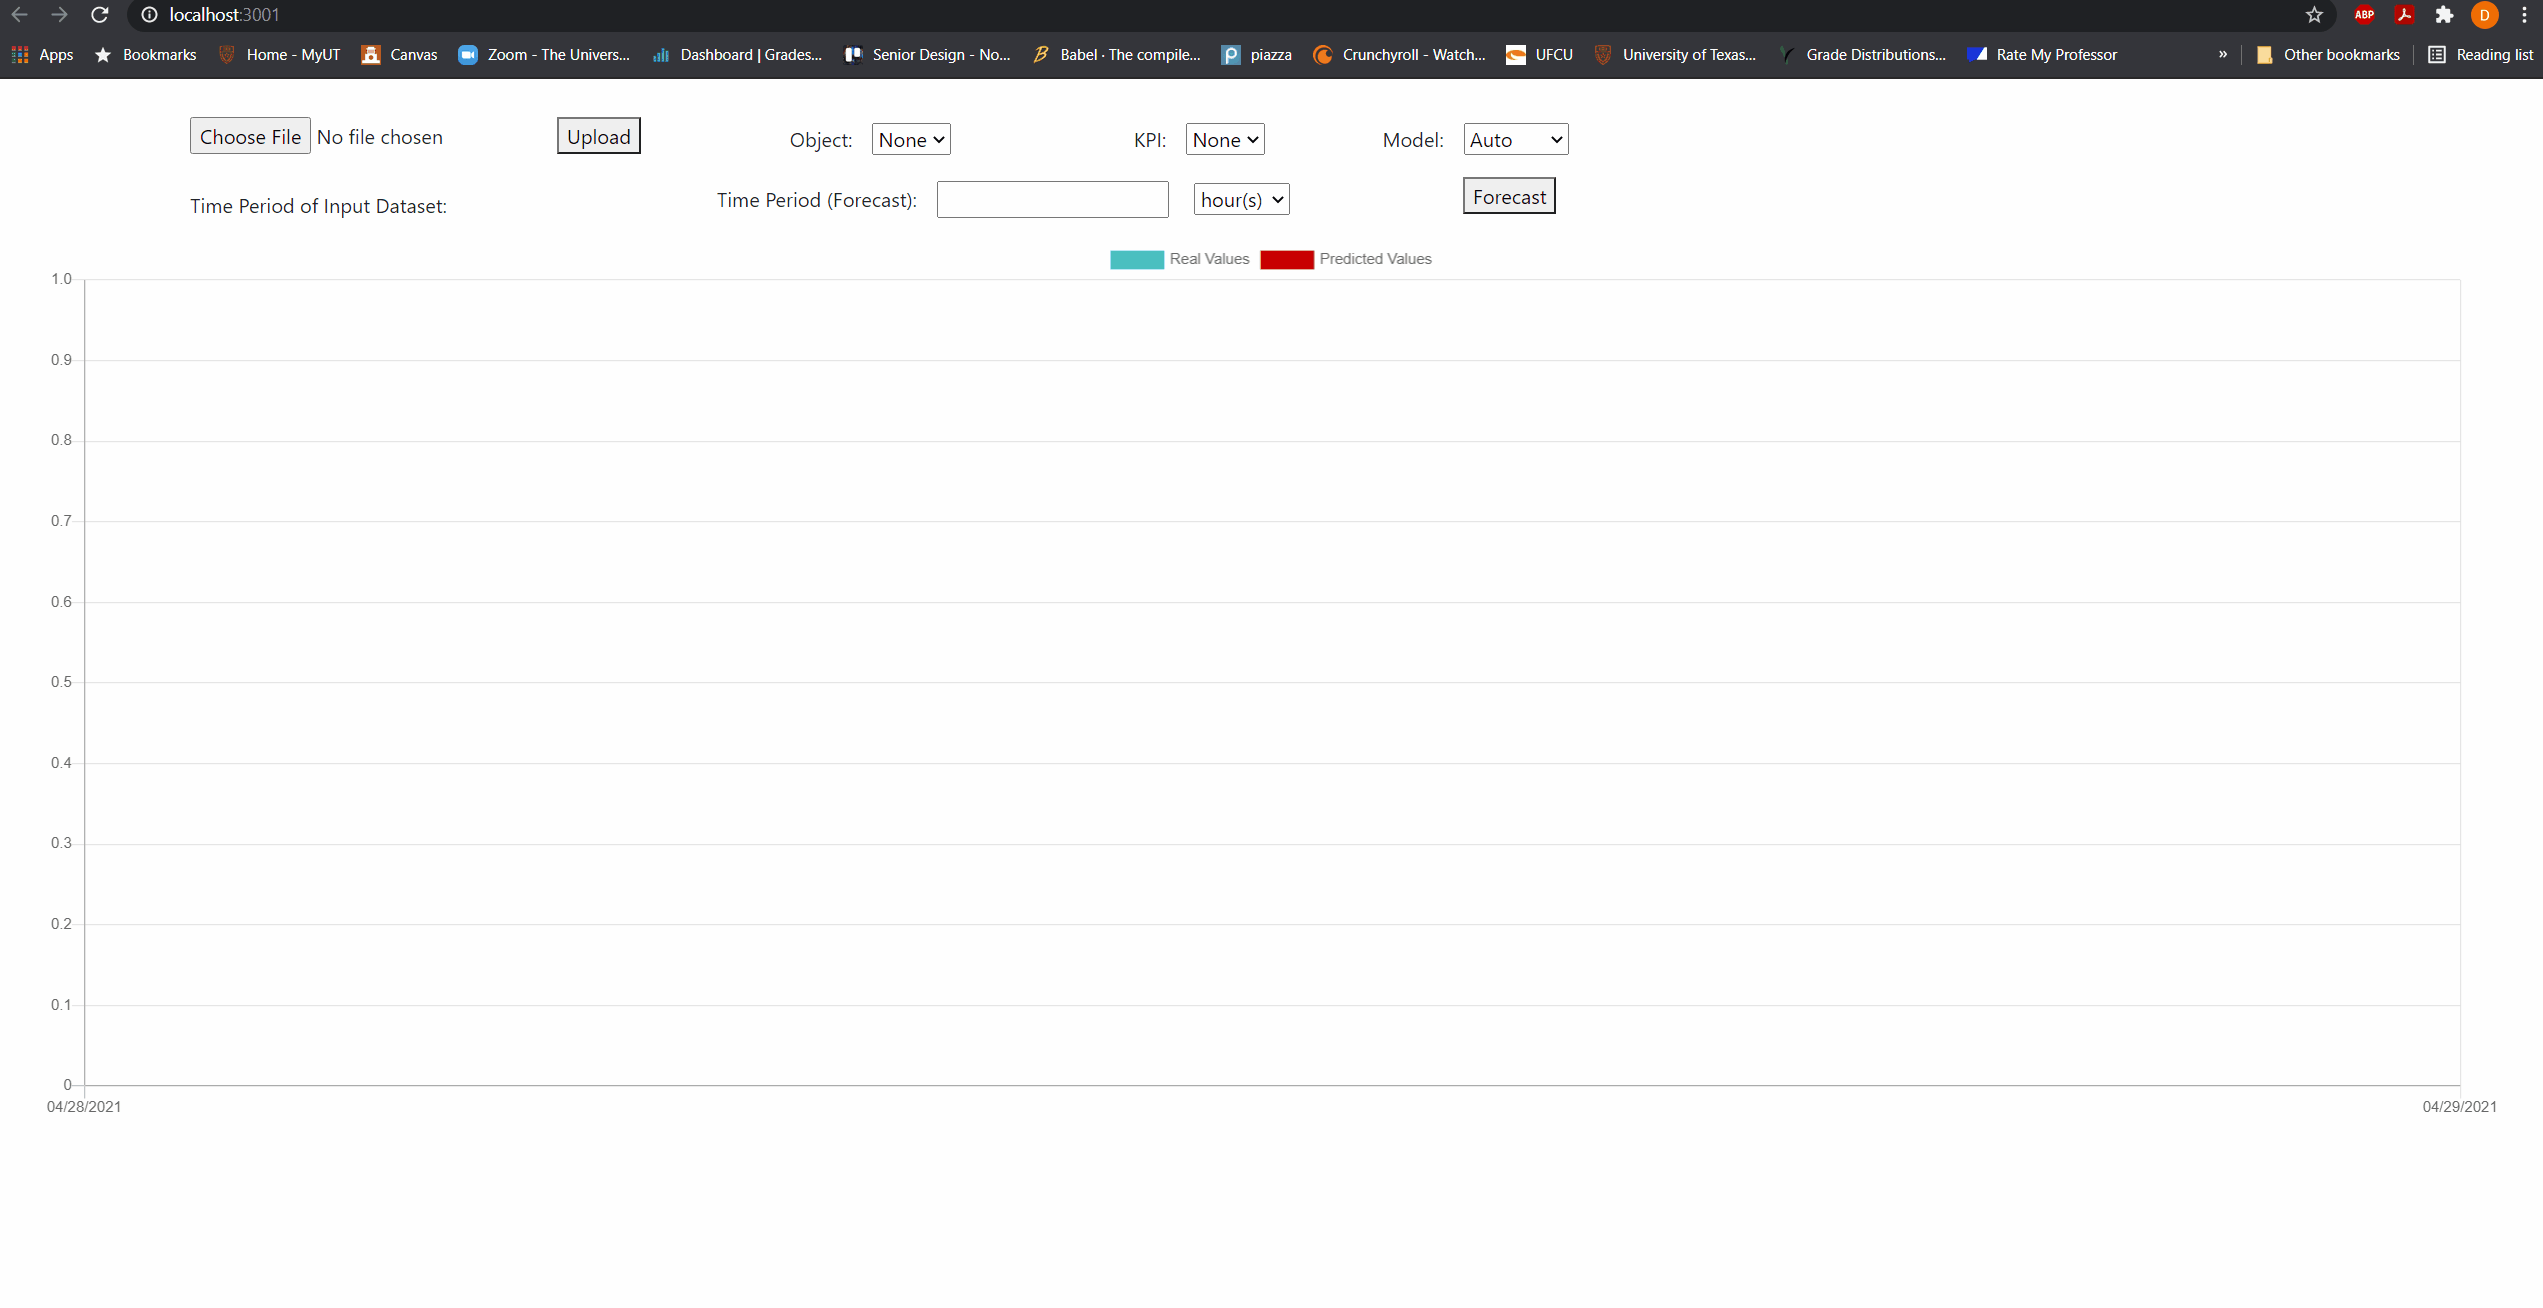 localhost:3001
ABP
D
Apps Bookmarks Home - MyUT Canvas Zoom - The Univers... Dashboard | Grades... Senior Design - No... Babel · The compile... piazza Crunchyroll - Watch... UFCU University of Texas... Grade Distributions... Rate My Professor » Other bookmarks Reading list
Choose File No file chosen Upload Object: None KPI: None Model: Auto
Time Period of Input Dataset: Time Period (Forecast): hour(s) Forecast
Real Values Predicted Values
1.0
0.9
0.8
0.7
0.6
0.5
0.4
0.3
0.2
0.1
0
04/28/2021 04/29/2021